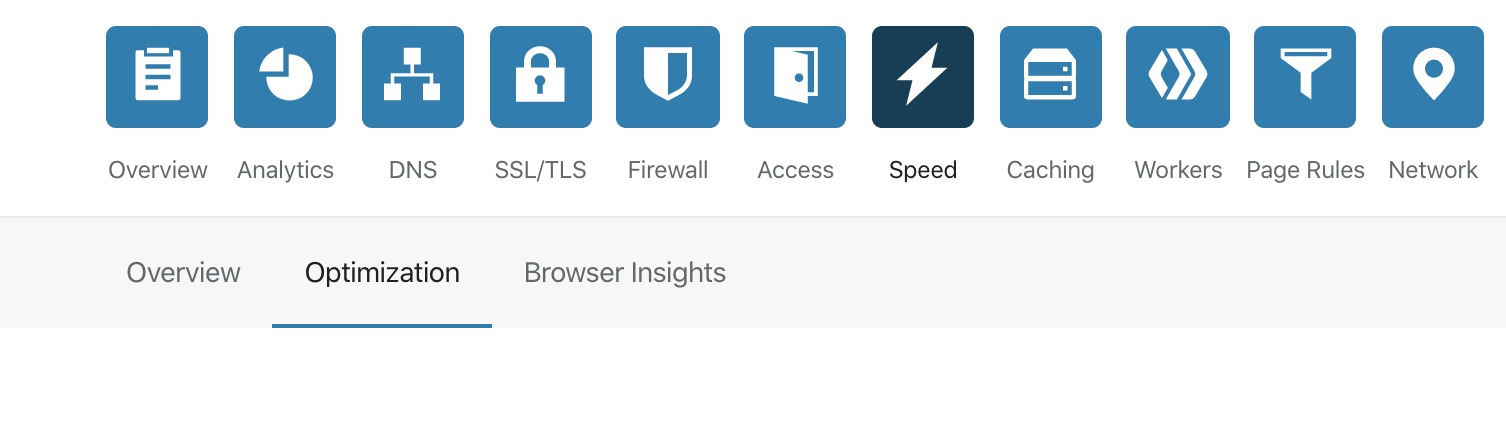 Overview Analytics DNS SSL/TLS Firewall Access Speed Caching Workers Page Rules Network
Overview Optimization Browser Insights